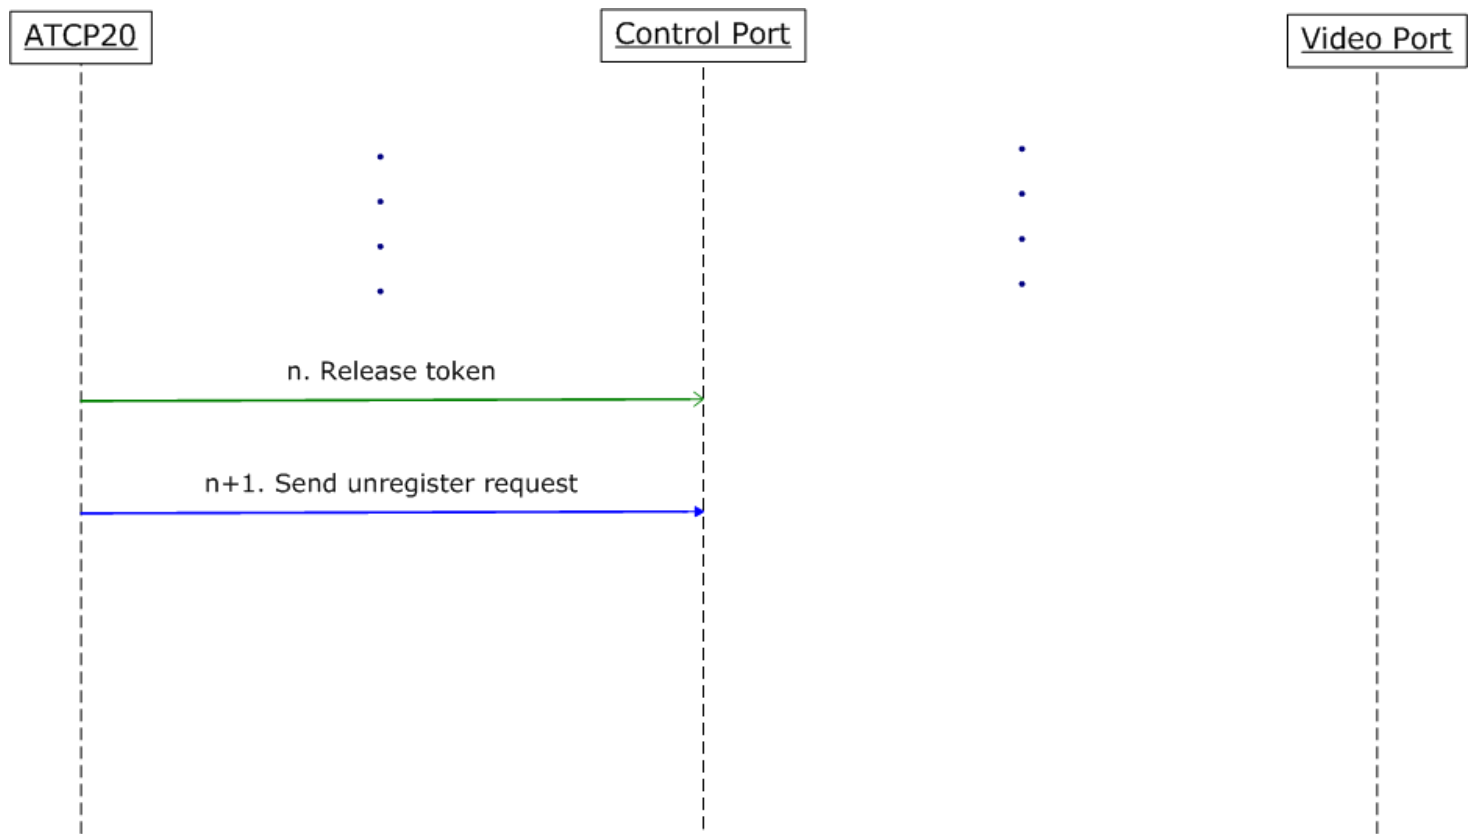 ATCP20
Control Port
Video Port
n. Release token
n+1. Send unregister request